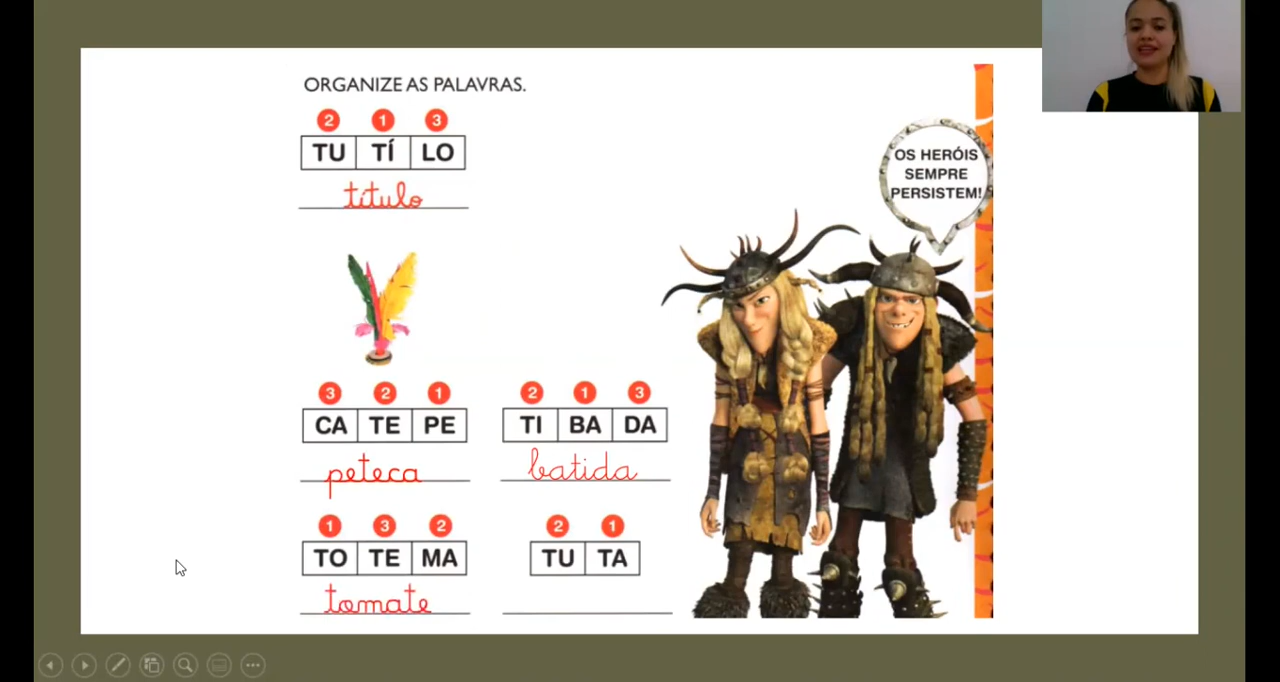 ORGANIZE AS PALAVRAS.
2 1 3
TU TÍ LO
título
OS HERÓIS
SEMPRE
PERSISTEM!
3 2 1
CA TE PE
peteca
2 1 3
TI BA DA
batida
1 3 2
TO TE MA
tomate
2 1
TU TA